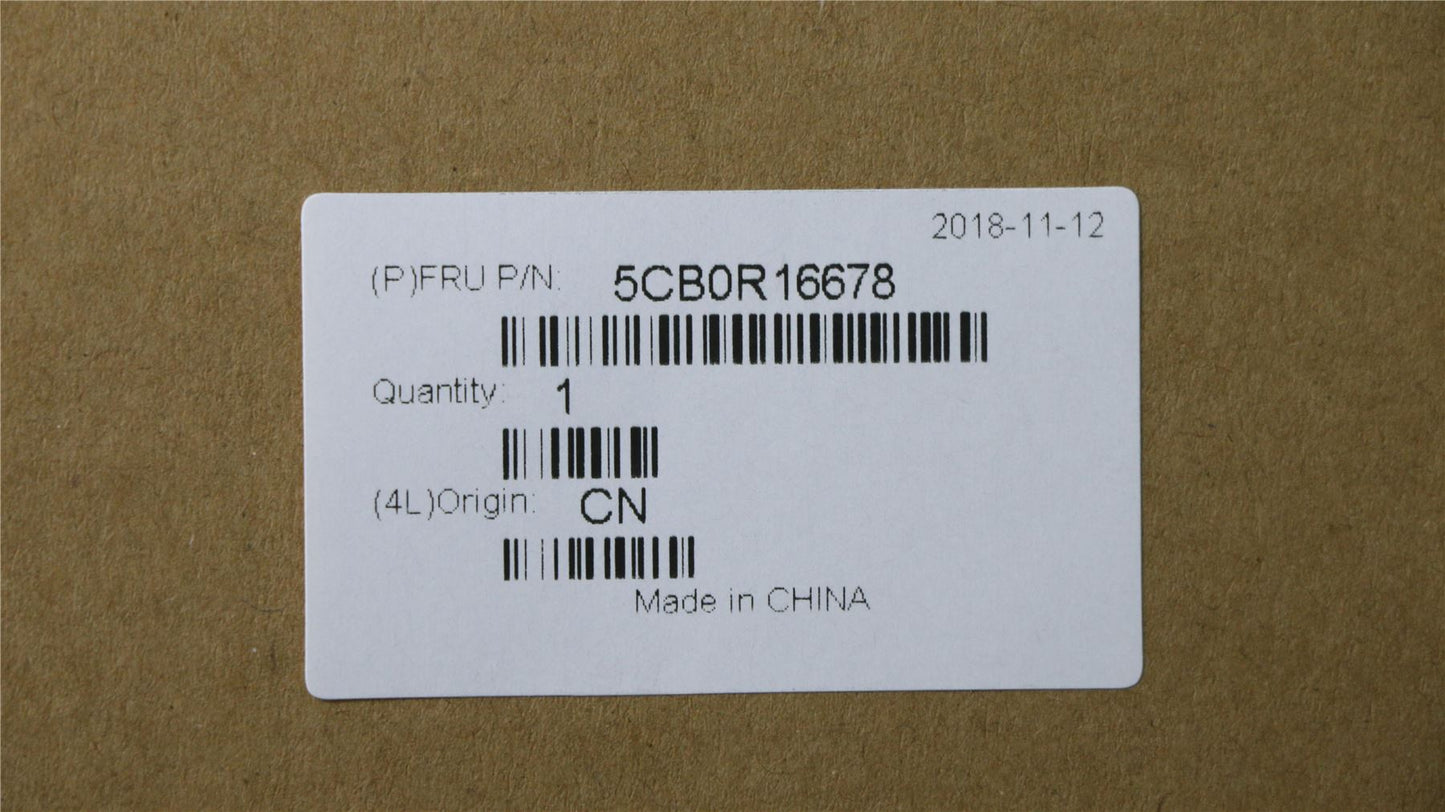 2018-11-12
(P)FRU P/N: 5CB0R16678
Quantity: 1
(4L)Origin: CN
Made in CHINA